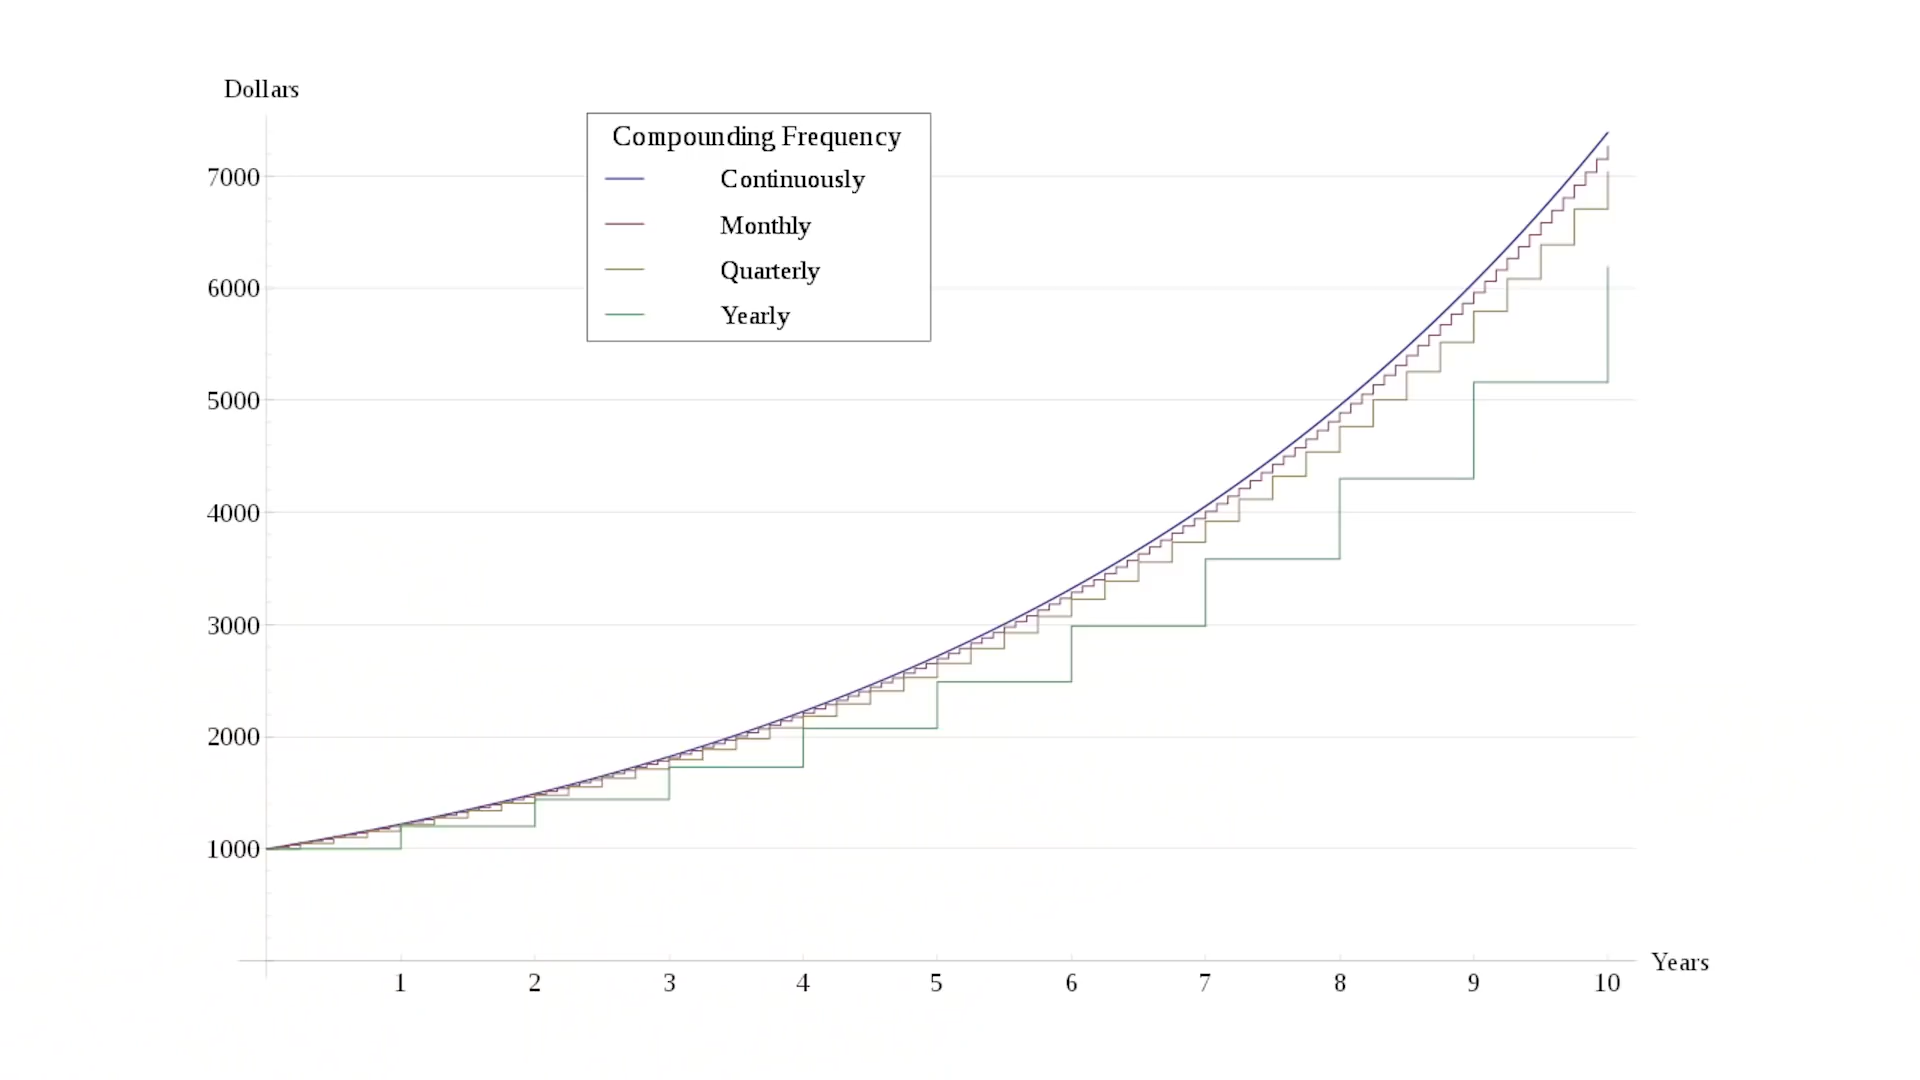 Dollars
Compounding Frequency
Continuously
Monthly
Quarterly
Yearly
7000
6000
5000
4000
3000
2000
1000
Years
1 2 3 4 5 6 7 8 9 10